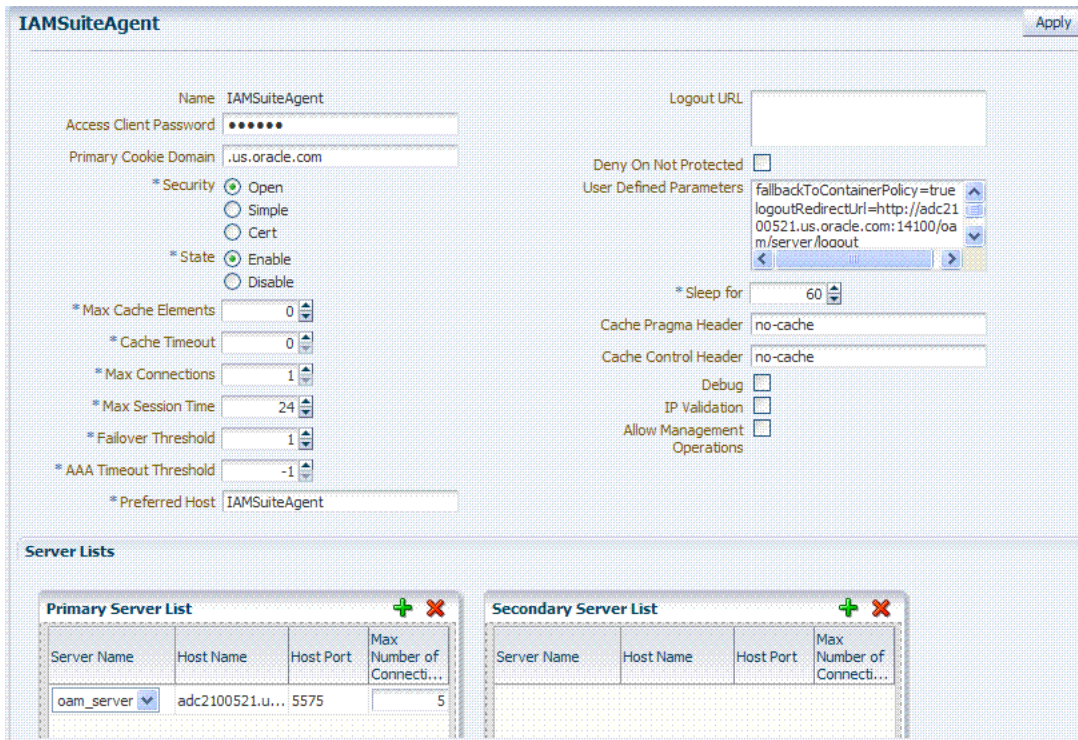 IAMSuiteAgent
Apply
Name IAMSuiteAgent
Access Client Password ••••••
Primary Cookie Domain .us.oracle.com
* Security Open
Simple
Cert
* State Enable
Disable
* Max Cache Elements 0
* Cache Timeout 0
* Max Connections 1
* Max Session Time 24
* Failover Threshold 1
* AAA Timeout Threshold -1
* Preferred Host IAMSuiteAgent
Logout URL
Deny On Not Protected
User Defined Parameters fallbackToContainerPolicy=true
logoutRedirectUrl=http://adc21
00521.us.oracle.com:14100/oa
m/server/logout
* Sleep for 60
Cache Pragma Header no-cache
Cache Control Header no-cache
Debug
IP Validation
Allow Management
Operations
Server Lists
Primary Server List
Server Name Host Name Host Port Max
Number of
Connecti...
oam_server adc2100521.u... 5575 5
Secondary Server List
Server Name Host Name Host Port Max
Number of
Connecti...